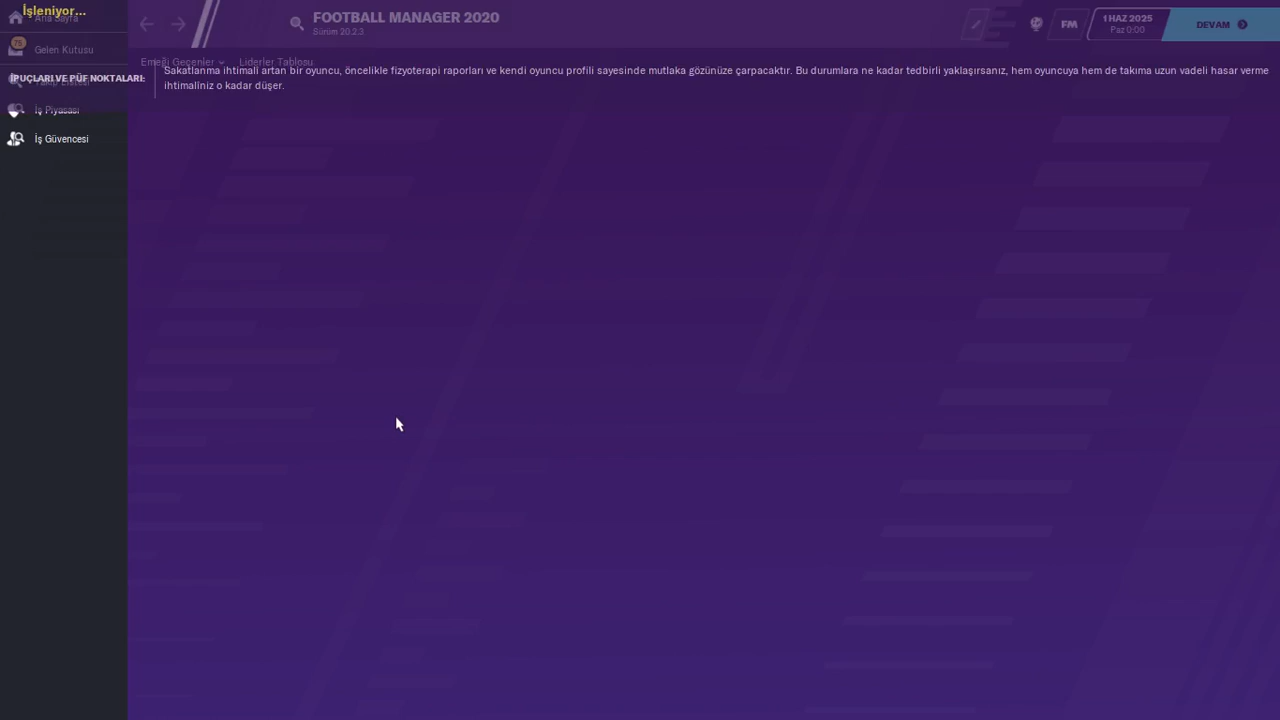 İşleniyor...
Ana Sayfa
FOOTBALL MANAGER 2020
Sürüm 20.2.3
FM
1 HAZ 2025
Paz 0:00
DEVAM
75
Gelen Kutusu
Emeği Geçenler
Liderler Tablosu
İPUÇLARI VE PÜF NOKTALARI:
Sakatlanma ihtimali artan bir oyuncu, öncelikle fizyoterapi raporları ve kendi oyuncu profili sayesinde mutlaka gözünüze çarpacaktır. Bu durumlara ne kadar tedbirli yaklaşırsanız, hem oyuncuya hem de takıma uzun vadeli hasar verme
ihtimaliniz o kadar düşer.
İş Piyasası
İş Güvencesi